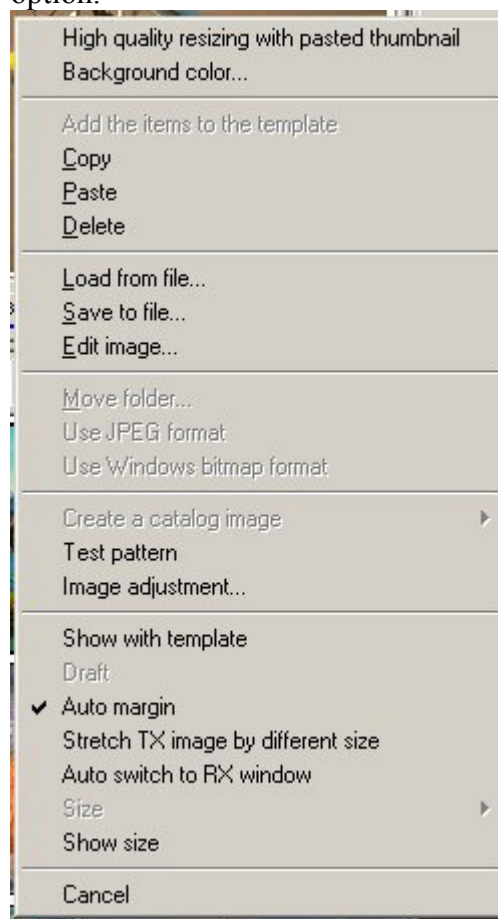 option.
High quality resizing with pasted thumbnail
Background color...
Add the items to the template
Copy
Paste
Delete
Load from file...
Save to file...
Edit image...
Move folder...
Use JPEG format
Use Windows bitmap format
Create a catalog image
Test pattern
Image adjustment...
Show with template
Draft
Auto margin
Stretch TX image by different size
Auto switch to RX window
Size
Show size
Cancel